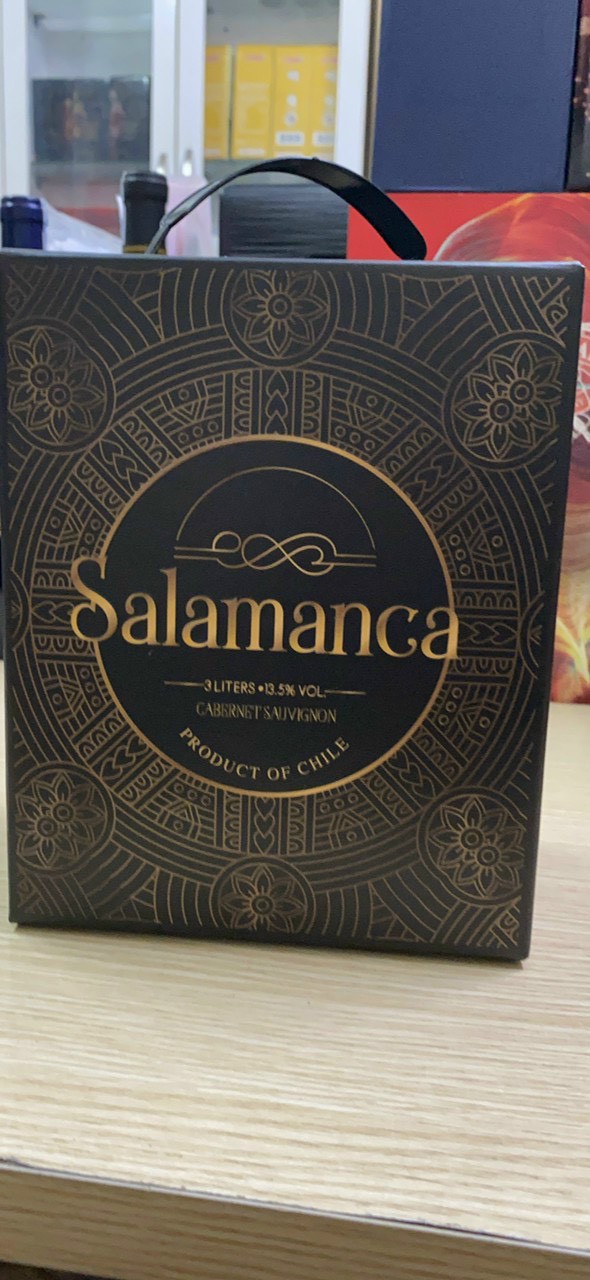 Salamanca
3 LITERS • 13.5% VOL.
CABERNET SAUVIGNON
PRODUCT OF CHILE